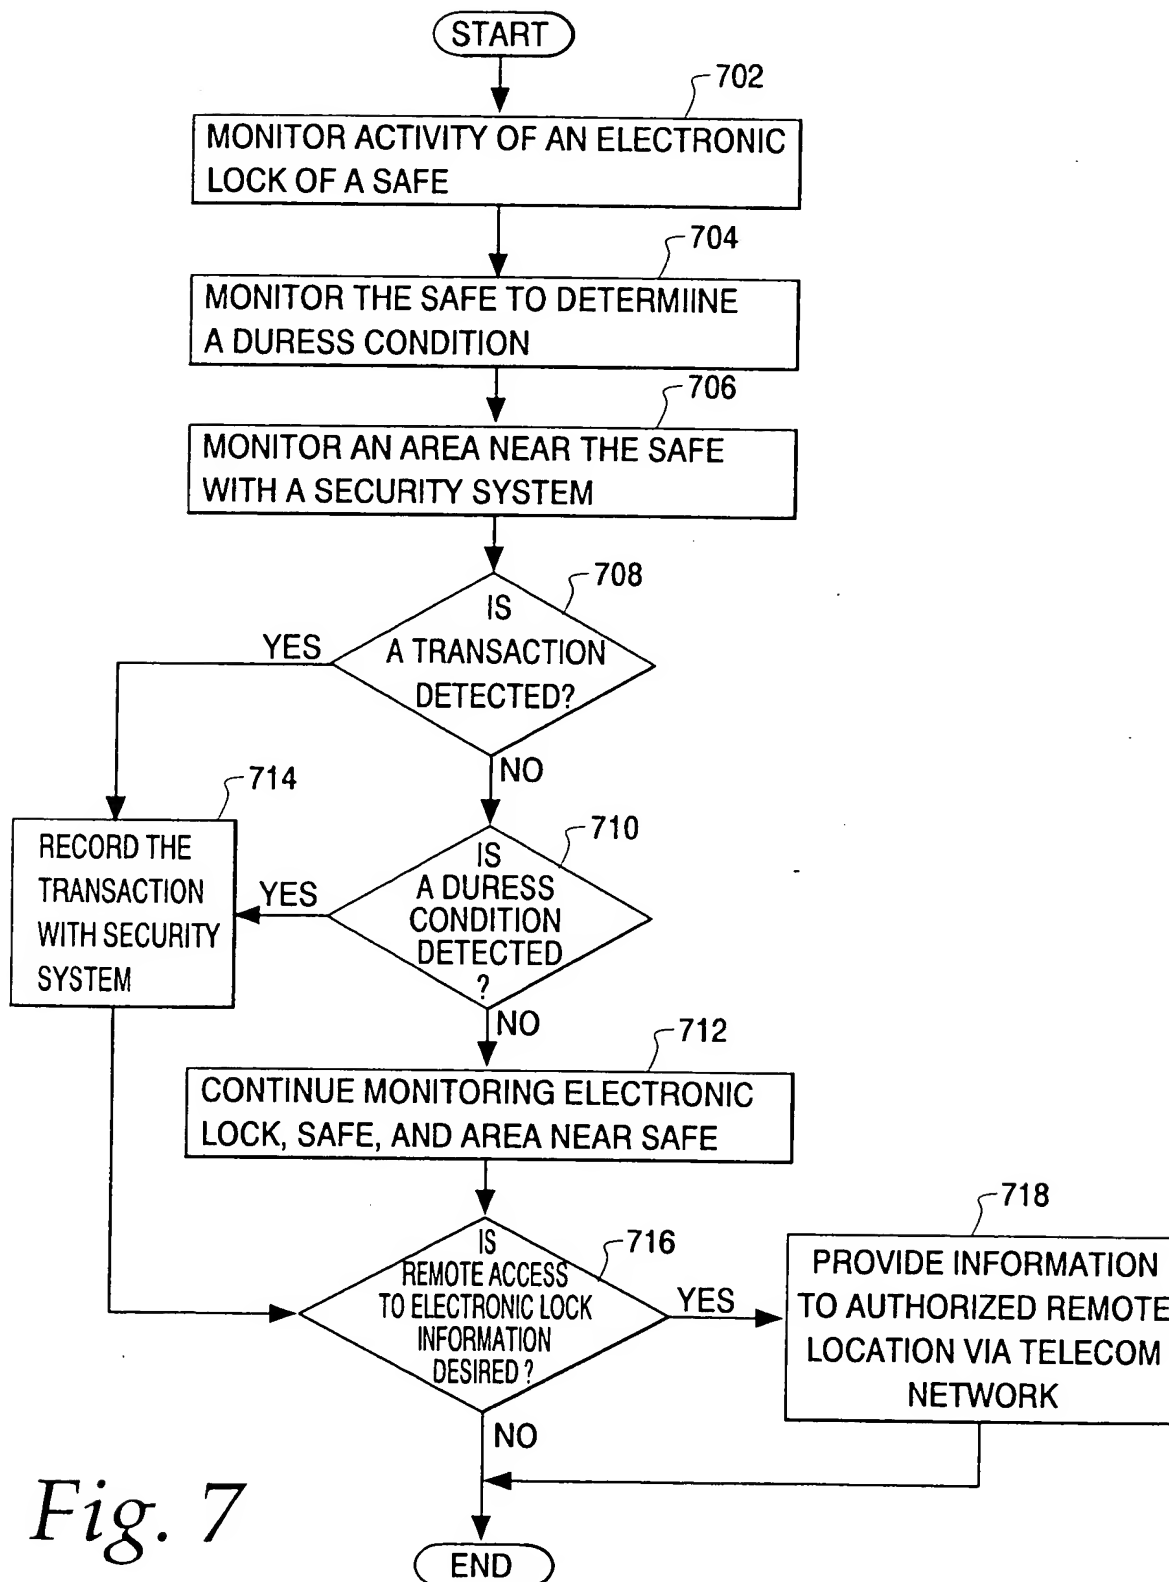 START
702
MONITOR ACTIVITY OF AN ELECTRONIC
LOCK OF A SAFE
704
MONITOR THE SAFE TO DETERMIINE
A DURESS CONDITION
706
MONITOR AN AREA NEAR THE SAFE
WITH A SECURITY SYSTEM
708
IS
A TRANSACTION
DETECTED?
YES
NO
714
RECORD THE
TRANSACTION
WITH SECURITY
SYSTEM
710
IS
A DURESS
CONDITION
DETECTED
?
YES
NO
712
CONTINUE MONITORING ELECTRONIC
LOCK, SAFE, AND AREA NEAR SAFE
716
IS
REMOTE ACCESS
TO ELECTRONIC LOCK
INFORMATION
DESIRED ?
YES
NO
718
PROVIDE INFORMATION
TO AUTHORIZED REMOTE
LOCATION VIA TELECOM
NETWORK
END
Fig. 7